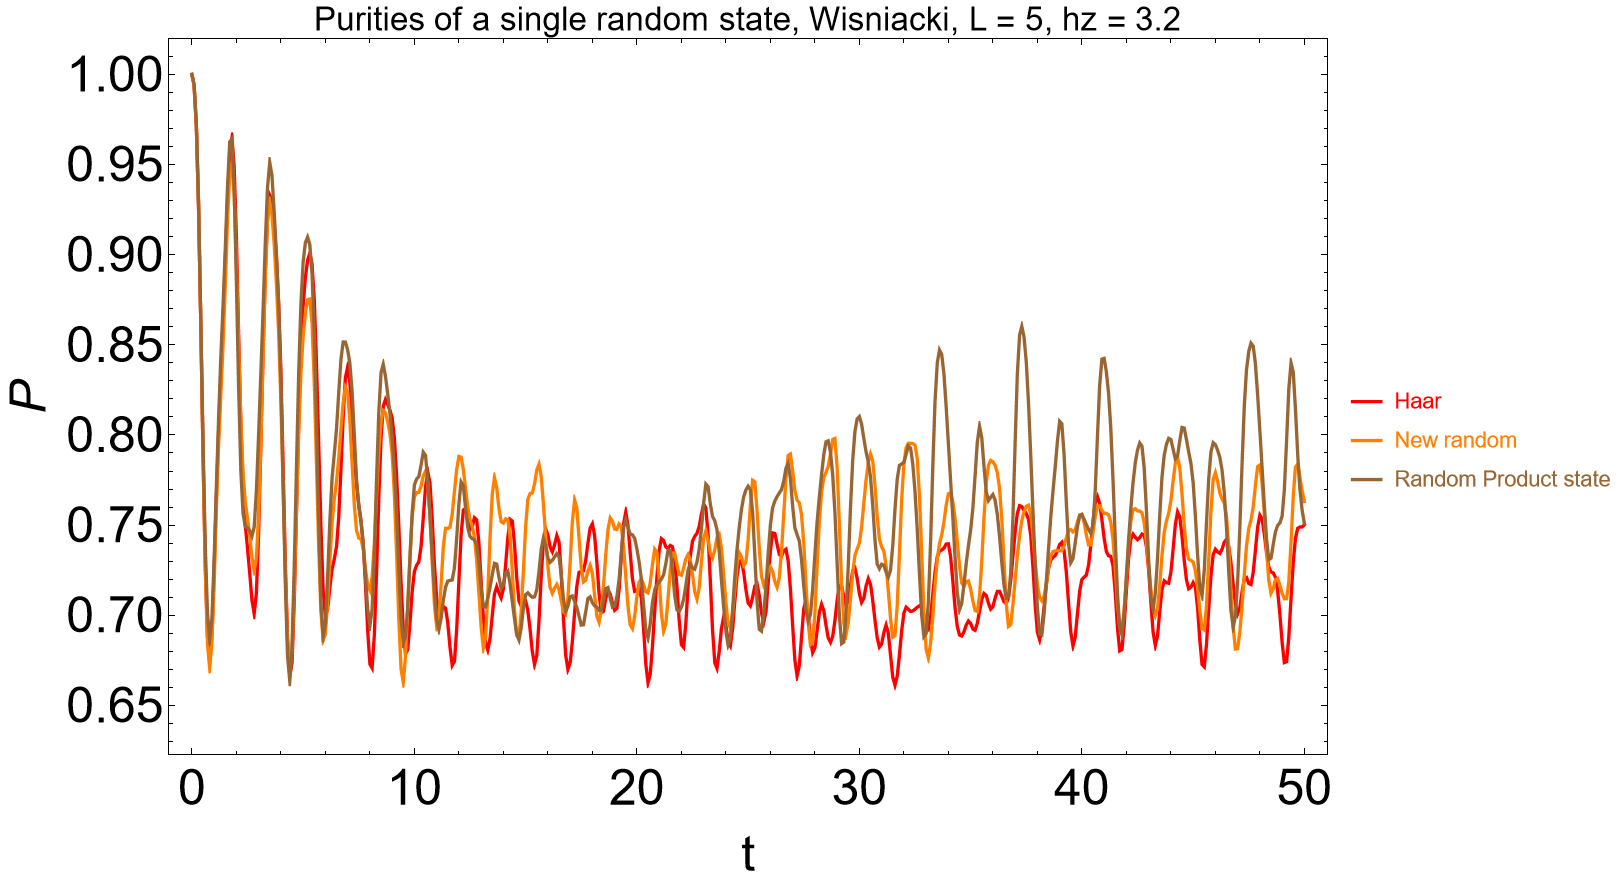 Purities of a single random state, Wisniacki, L = 5, hz = 3.2
1.00
0.95
0.90
0.85
0.80
0.75
0.70
0.65
P
0 10 20 30 40 50
t
Haar
New random
Random Product state